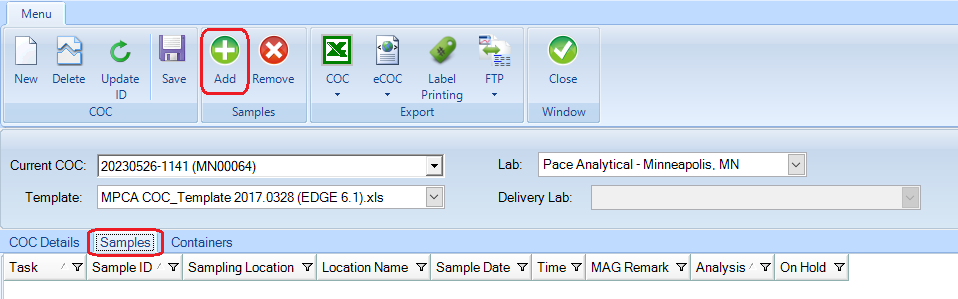 Menu
New Delete Update ID Save Add Remove COC eCOC Label Printing FTP Close
COC Samples Export Window
Current COC: 20230526-1141 (MN00064) Lab: Pace Analytical - Minneapolis, MN
Template: MPCA COC_Template 2017.0328 (EDGE 6.1).xls Delivery Lab:
COC Details Samples Containers
Task Sample ID Sampling Location Location Name Sample Date Time MAG Remark Analysis On Hold